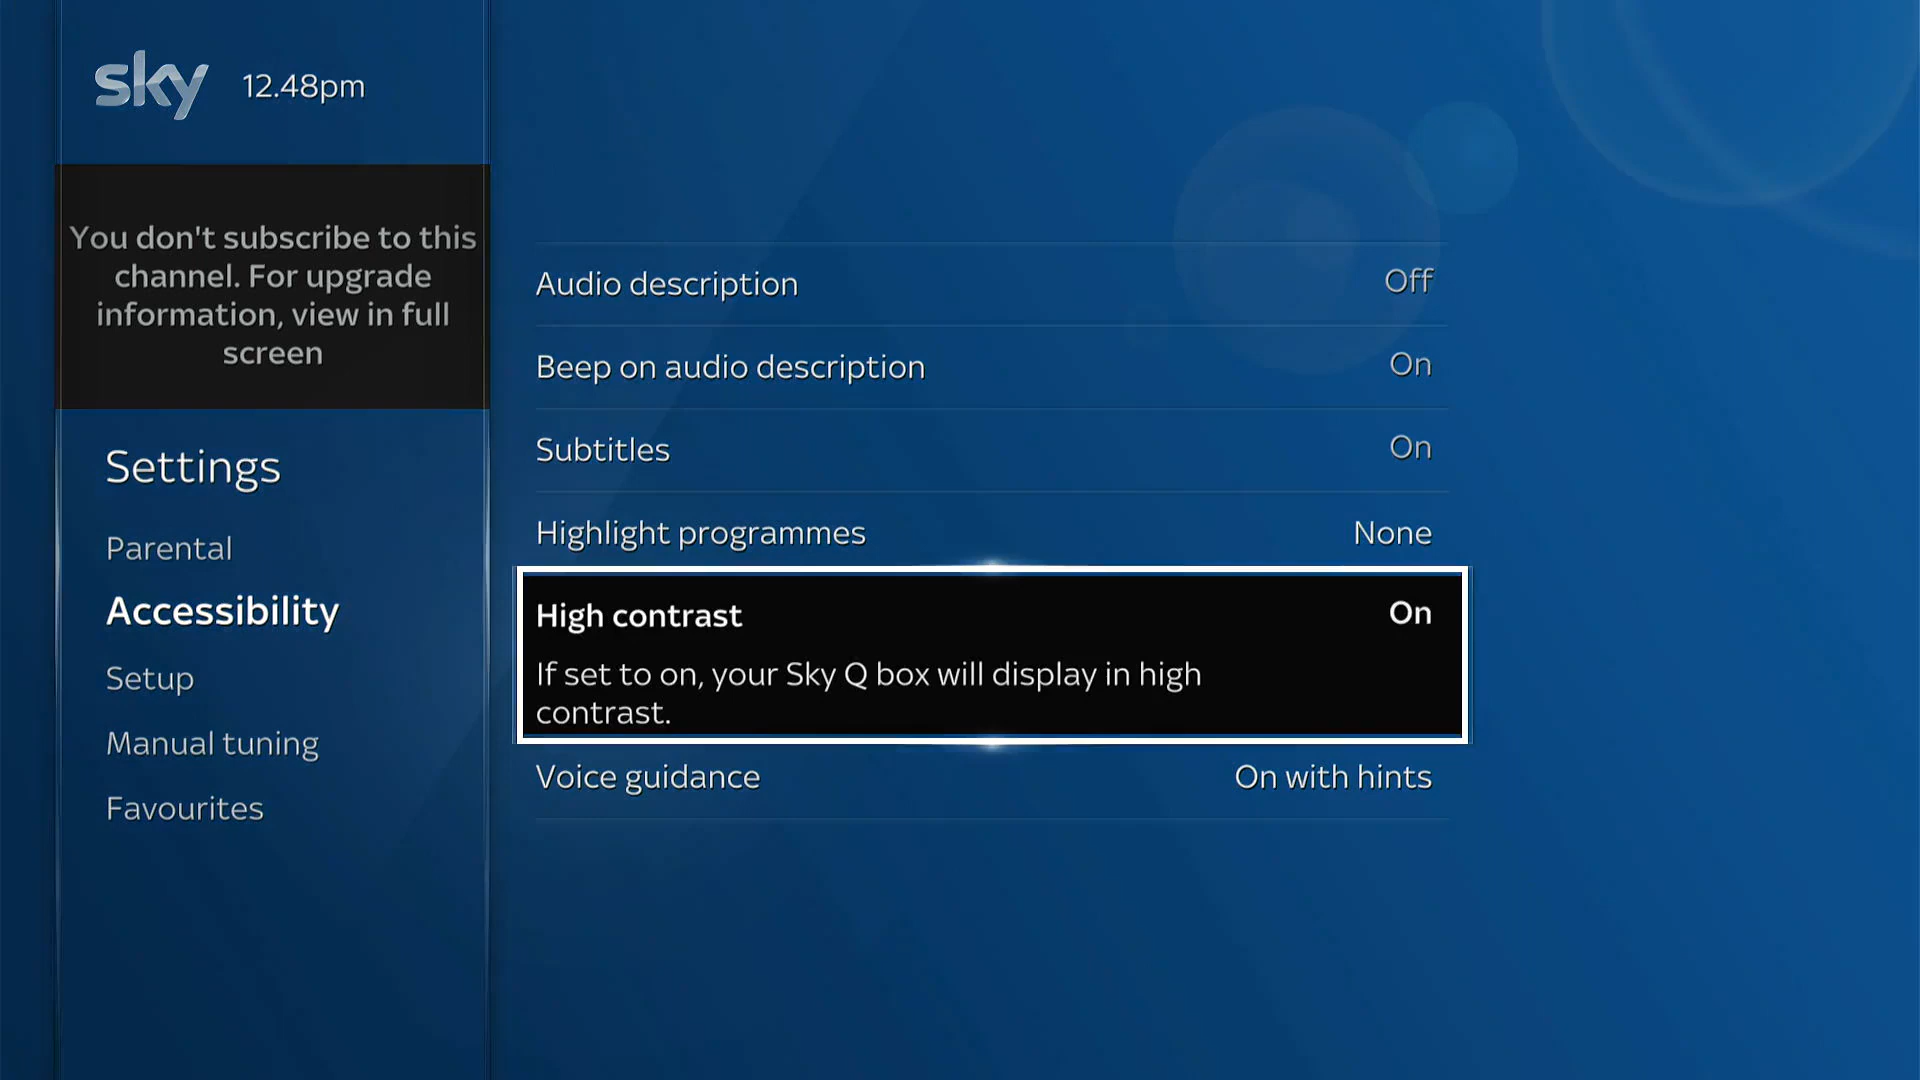 sky 12.48pm
You don't subscribe to this
channel. For upgrade
information, view in full
screen
Settings
Parental
Accessibility
Setup
Manual tuning
Favourites
Audio description Off
Beep on audio description On
Subtitles On
Highlight programmes None
High contrast On
If set to on, your Sky Q box will display in high
contrast.
Voice guidance On with hints